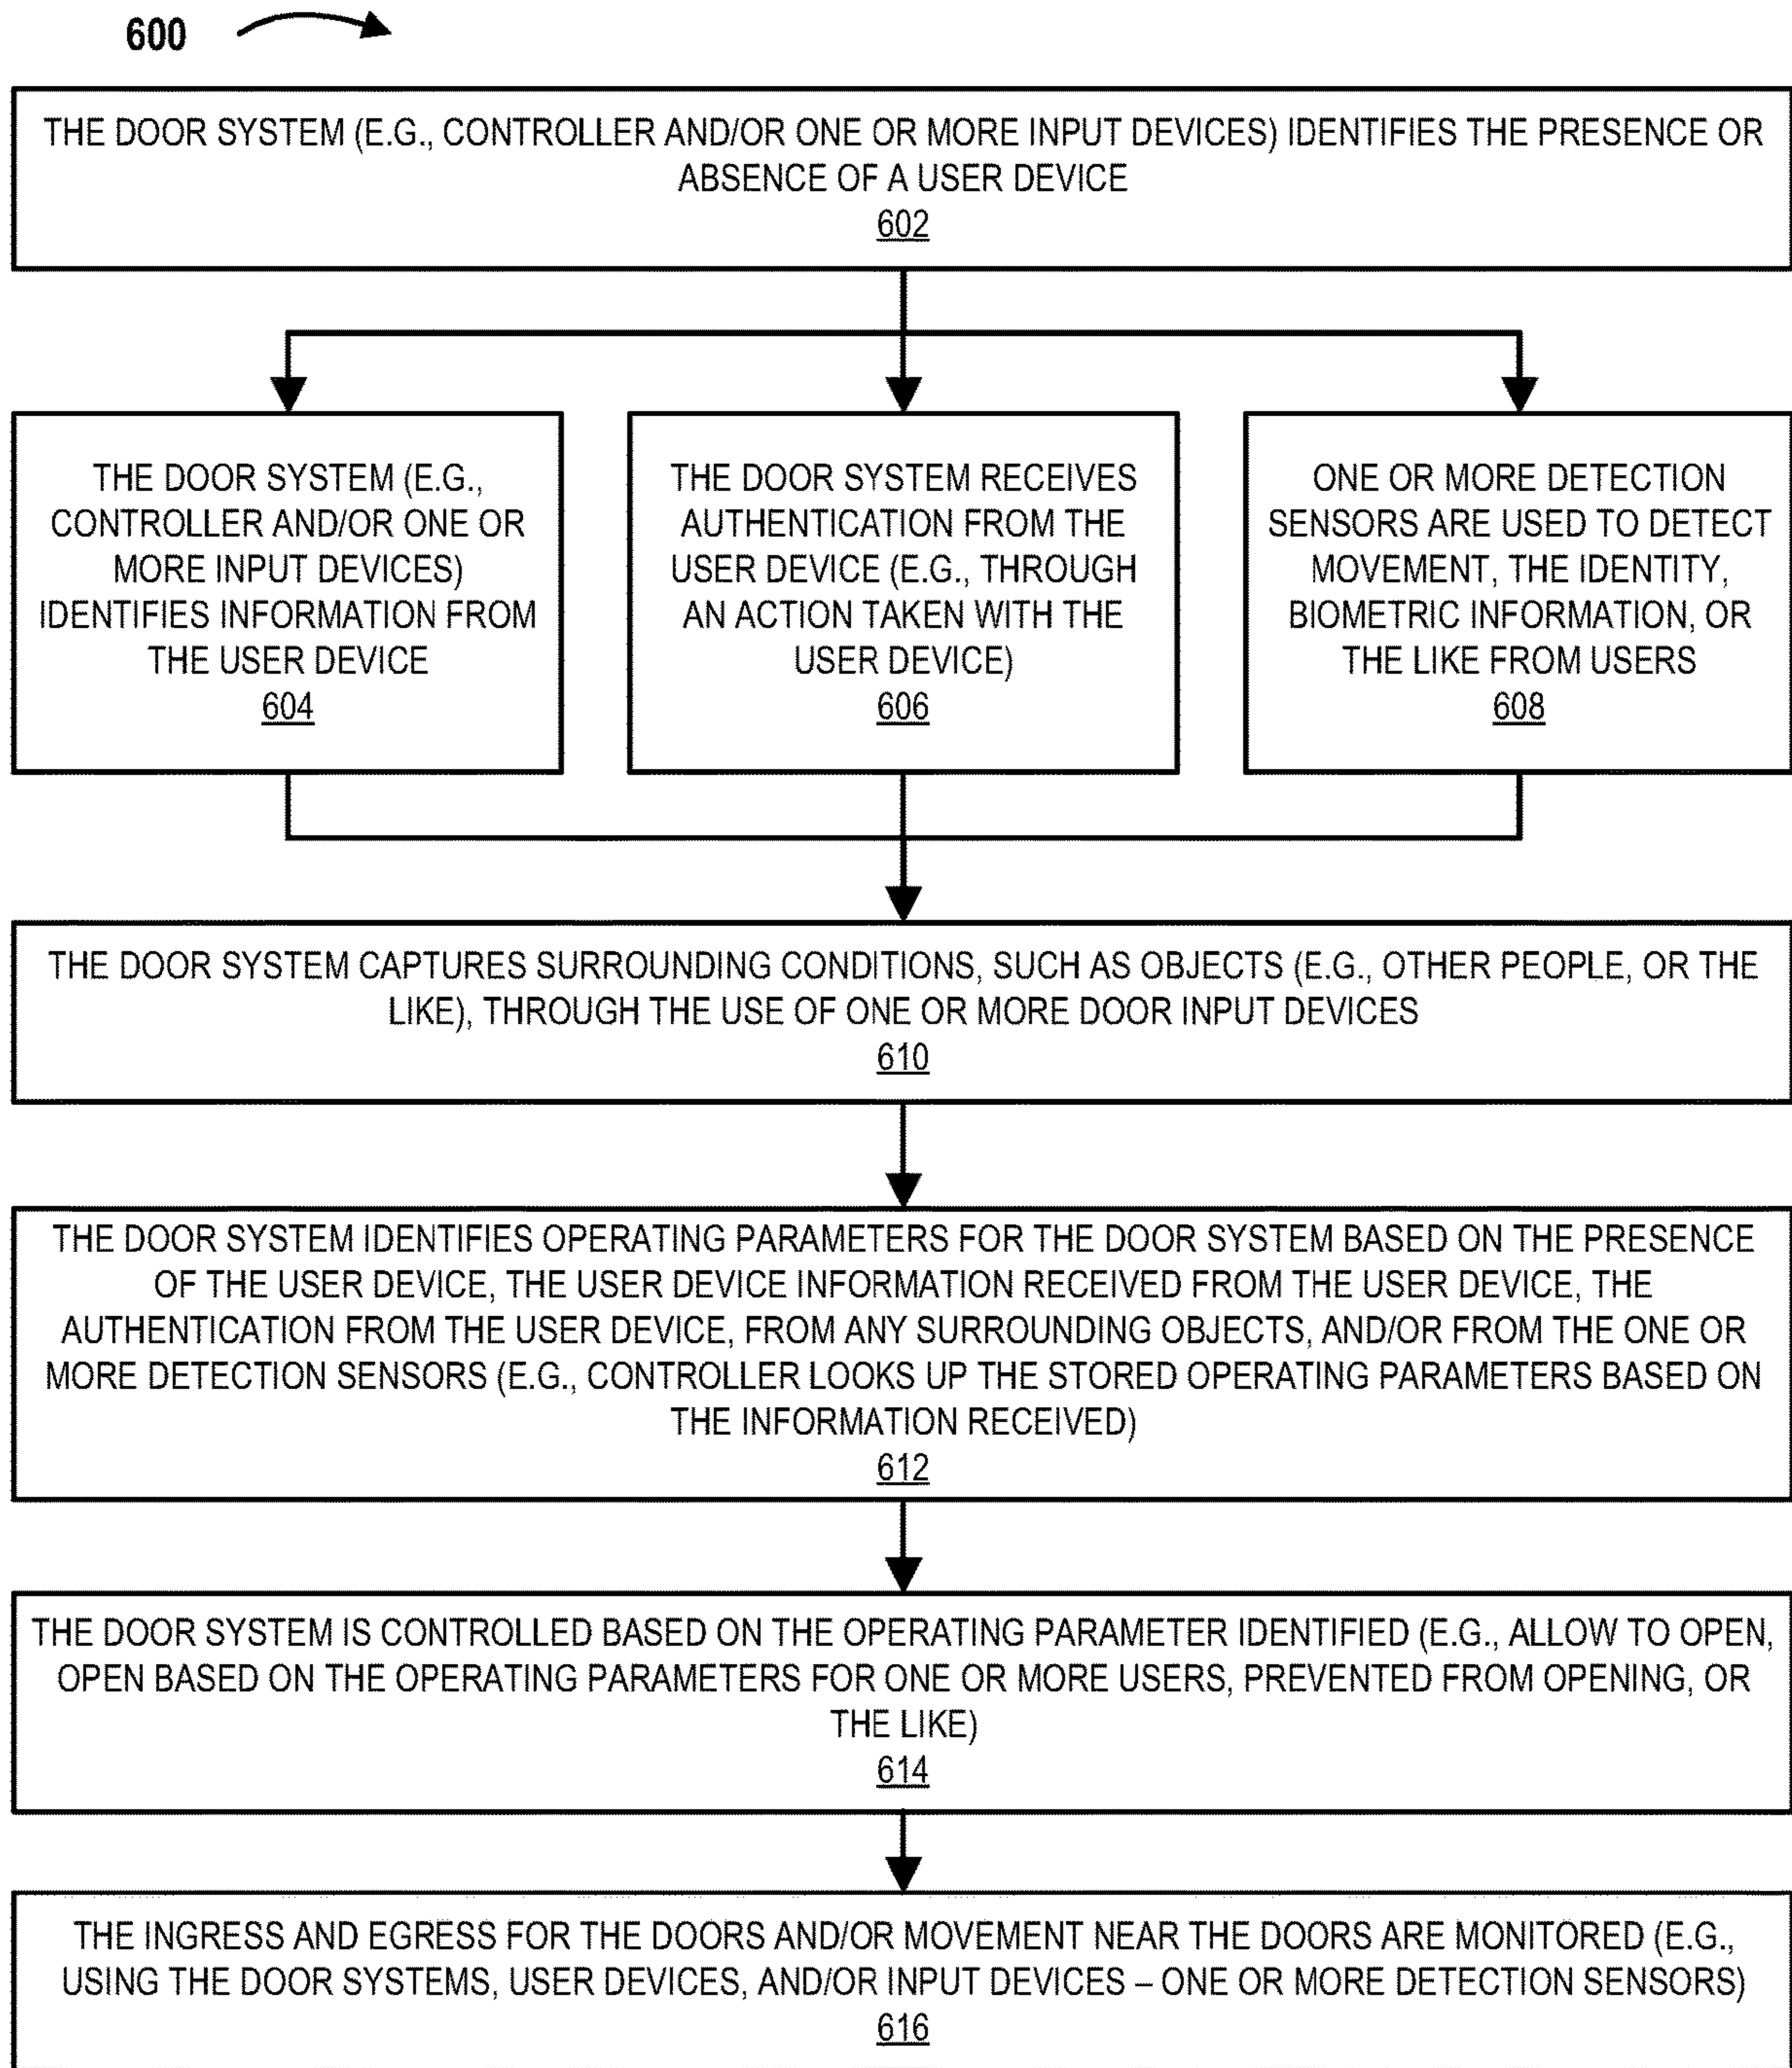 600
THE DOOR SYSTEM (E.G., CONTROLLER AND/OR ONE OR MORE INPUT DEVICES) IDENTIFIES THE PRESENCE OR
ABSENCE OF A USER DEVICE
602
THE DOOR SYSTEM (E.G.,
CONTROLLER AND/OR ONE OR
MORE INPUT DEVICES)
IDENTIFIES INFORMATION FROM
THE USER DEVICE
604
THE DOOR SYSTEM RECEIVES
AUTHENTICATION FROM THE
USER DEVICE (E.G., THROUGH
AN ACTION TAKEN WITH THE
USER DEVICE)
606
ONE OR MORE DETECTION
SENSORS ARE USED TO DETECT
MOVEMENT, THE IDENTITY,
BIOMETRIC INFORMATION, OR
THE LIKE FROM USERS
608
THE DOOR SYSTEM CAPTURES SURROUNDING CONDITIONS, SUCH AS OBJECTS (E.G., OTHER PEOPLE, OR THE
LIKE), THROUGH THE USE OF ONE OR MORE DOOR INPUT DEVICES
610
THE DOOR SYSTEM IDENTIFIES OPERATING PARAMETERS FOR THE DOOR SYSTEM BASED ON THE PRESENCE
OF THE USER DEVICE, THE USER DEVICE INFORMATION RECEIVED FROM THE USER DEVICE, THE
AUTHENTICATION FROM THE USER DEVICE, FROM ANY SURROUNDING OBJECTS, AND/OR FROM THE ONE OR
MORE DETECTION SENSORS (E.G., CONTROLLER LOOKS UP THE STORED OPERATING PARAMETERS BASED ON
THE INFORMATION RECEIVED)
612
THE DOOR SYSTEM IS CONTROLLED BASED ON THE OPERATING PARAMETER IDENTIFIED (E.G., ALLOW TO OPEN,
OPEN BASED ON THE OPERATING PARAMETERS FOR ONE OR MORE USERS, PREVENTED FROM OPENING, OR
THE LIKE)
614
THE INGRESS AND EGRESS FOR THE DOORS AND/OR MOVEMENT NEAR THE DOORS ARE MONITORED (E.G.,
USING THE DOOR SYSTEMS, USER DEVICES, AND/OR INPUT DEVICES – ONE OR MORE DETECTION SENSORS)
616